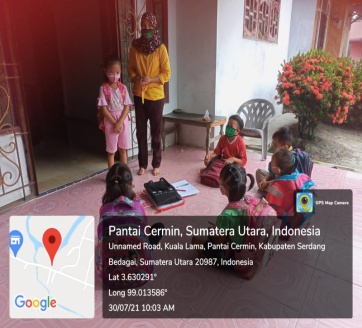 GPS Map Camera
Pantai Cermin, Sumatera Utara, Indonesia
Unnamed Road, Kuala Lama, Pantai Cermin, Kabupaten Serdang
Bedagai, Sumatera Utara 20987, Indonesia
Lat 3.630291°
Long 99.013586°
30/07/21 10:03 AM
Google